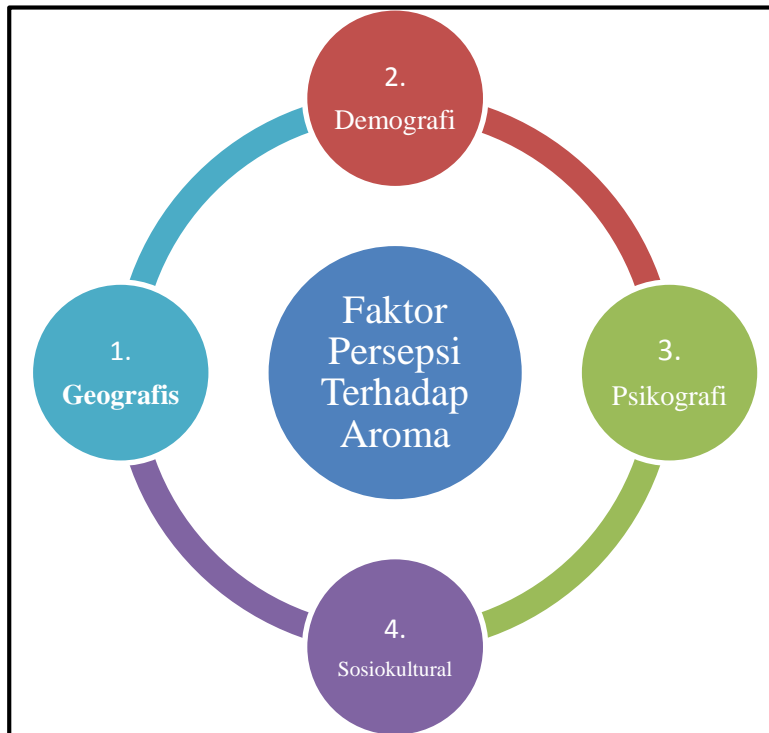 2.
Demografi
1.
Geografis
Faktor
Persepsi
Terhadap
Aroma
3.
Psikografi
4.
Sosiokultural